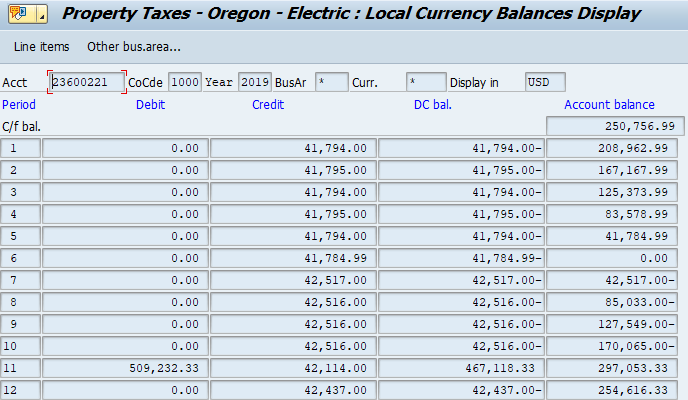 Property Taxes - Oregon - Electric : Local Currency Balances Display
Line items Other bus.area...
Acct 23600221 CoCde 1000 Year 2019 BusAr * Curr. * Display in USD
Period Debit Credit DC bal. Account balance
C/f bal. 250,756.99
1 0.00 41,794.00 41,794.00- 208,962.99
2 0.00 41,795.00 41,795.00- 167,167.99
3 0.00 41,794.00 41,794.00- 125,373.99
4 0.00 41,795.00 41,795.00- 83,578.99
5 0.00 41,794.00 41,794.00- 41,784.99
6 0.00 41,784.99 41,784.99- 0.00
7 0.00 42,517.00 42,517.00- 42,517.00-
8 0.00 42,516.00 42,516.00- 85,033.00-
9 0.00 42,516.00 42,516.00- 127,549.00-
10 0.00 42,516.00 42,516.00- 170,065.00-
11 509,232.33 42,114.00 467,118.33 297,053.33
12 0.00 42,437.00 42,437.00- 254,616.33